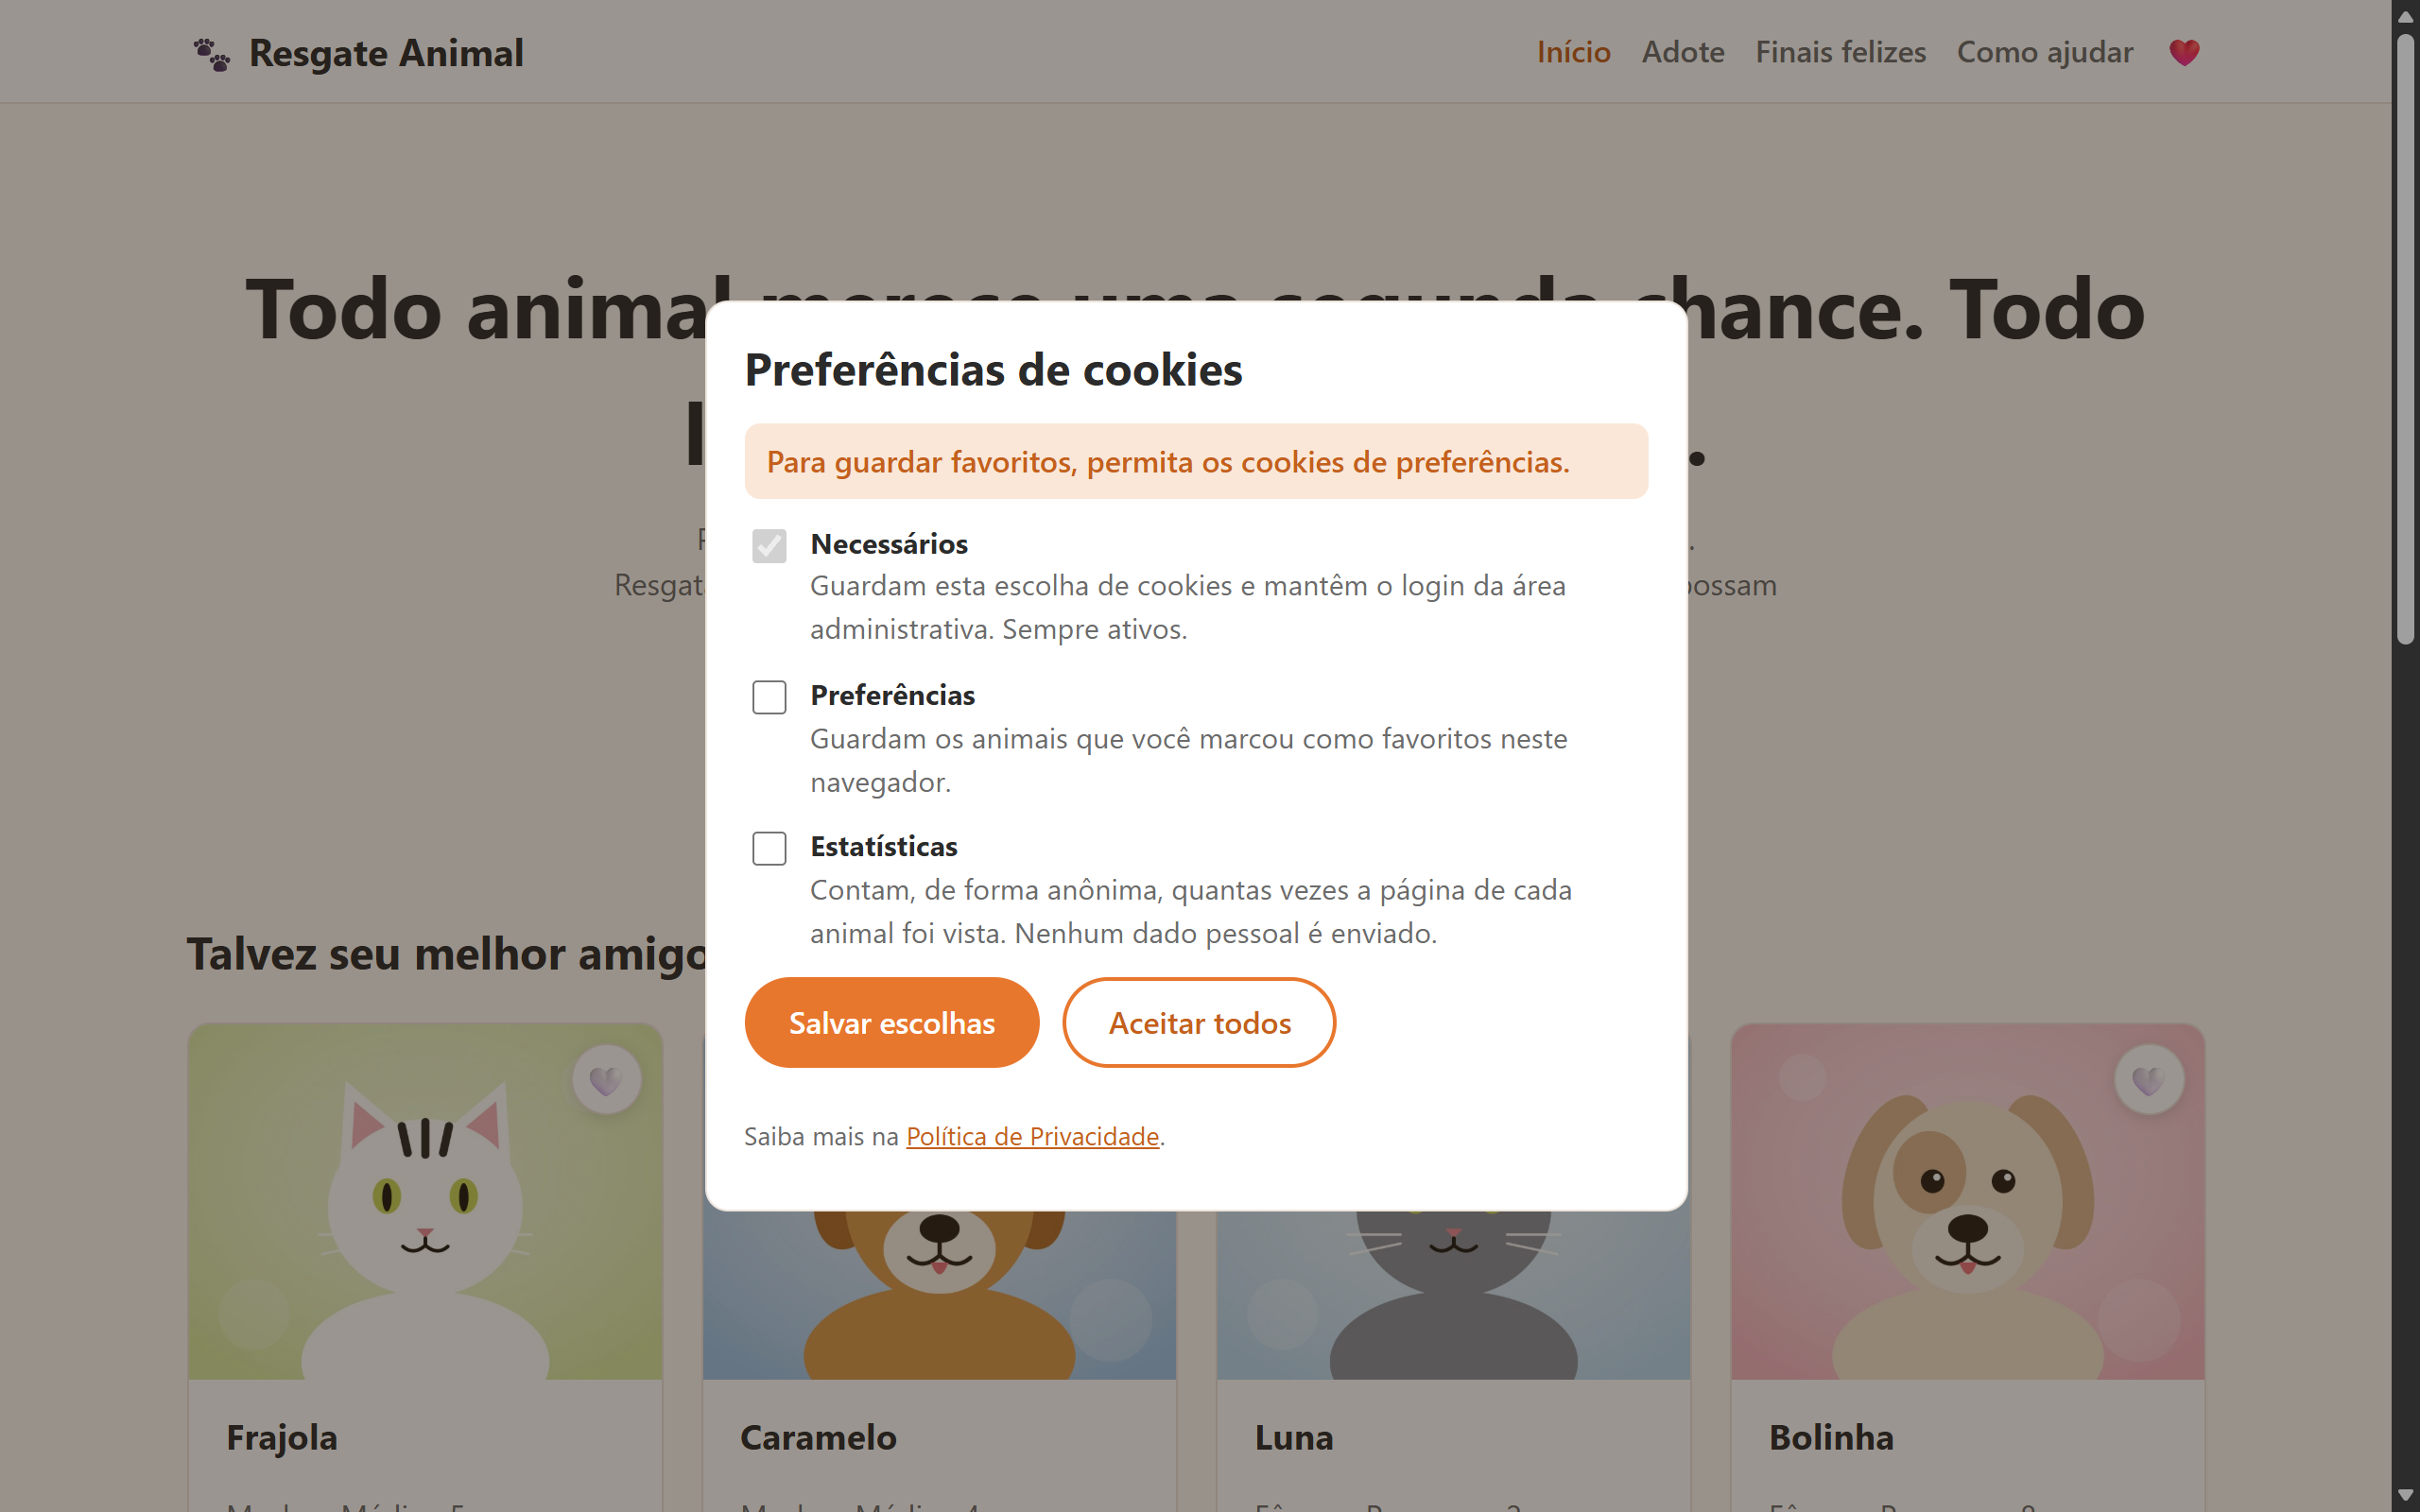 Resgate Animal
Início Adote Finais felizes Como ajudar
Todo animal chance. Todo
Preferências de cookies
Para guardar favoritos, permita os cookies de preferências.
Necessários
Guardam esta escolha de cookies e mantêm o login da área
administrativa. Sempre ativos.
Preferências
Guardam os animais que você marcou como favoritos neste
navegador.
Estatísticas
Contam, de forma anônima, quantas vezes a página de cada
animal foi vista. Nenhum dado pessoal é enviado.
Salvar escolhas Aceitar todos
Saiba mais na Política de Privacidade.
Talvez seu melhor amigo
Frajola
Caramelo
Luna
Bolinha